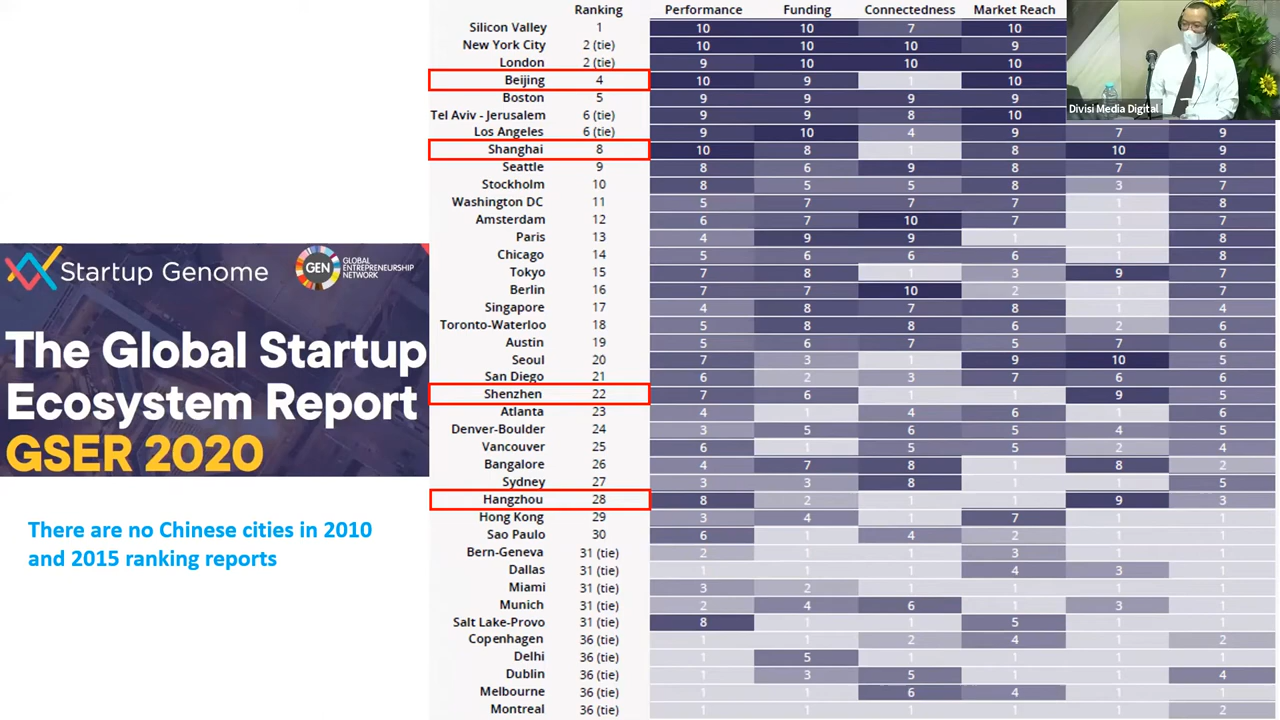 Ranking Performance Funding Connectedness Market Reach
Silicon Valley 1 10 10 7 10
New York City 2 (tie) 10 10 10 9
London 2 (tie) 9 10 10 10
Beijing 4 10 9 1 10
Boston 5 9 9 9 9
Tel Aviv - Jerusalem 6 (tie) 9 9 8 10
Los Angeles 6 (tie) 9 10 4 9 7 9
Shanghai 8 10 8 1 8 10 9
Seattle 9 8 6 9 8 7 8
Stockholm 10 8 5 5 8 3 7
Washington DC 11 5 7 7 7 1 8
Amsterdam 12 6 7 10 7 1 7
Paris 13 4 9 9 1 1 8
Chicago 14 5 6 6 6 1 8
Tokyo 15 7 8 1 3 9 7
Berlin 16 7 7 10 2 1 7
Singapore 17 4 8 7 8 1 4
Toronto-Waterloo 18 5 8 8 6 2 6
Austin 19 5 6 7 5 7 6
Seoul 20 7 3 1 9 10 5
San Diego 21 6 2 3 7 6 6
Shenzhen 22 7 6 1 1 9 5
Atlanta 23 4 1 4 6 1 6
Denver-Boulder 24 3 5 6 5 4 5
Vancouver 25 6 1 5 5 2 4
Bangalore 26 4 7 8 1 8 2
Sydney 27 3 3 8 1 1 5
Hangzhou 28 8 2 1 1 9 3
Hong Kong 29 3 4 1 7 1 1
Sao Paulo 30 6 1 4 2 1 1
Bern-Geneva 31 (tie) 2 1 1 3 1 1
Dallas 31 (tie) 1 1 1 4 3 1
Miami 31 (tie) 3 2 1 1 1 1
Munich 31 (tie) 2 4 6 1 3 1
Salt Lake-Provo 31 (tie) 8 1 1 5 1 1
Copenhagen 36 (tie) 1 1 2 4 1 2
Delhi 36 (tie) 1 5 1 1 1 1
Dublin 36 (tie) 1 3 5 1 1 4
Melbourne 36 (tie) 1 1 6 4 1 1
Montreal 36 (tie) 1 1 1 1 1 2
Divisi Media Digital
Startup Genome
GEN
GLOBAL
ENTREPRENEURSHIP
NETWORK
The Global Startup
Ecosystem Report
GSER 2020
There are no Chinese cities in 2010
and 2015 ranking reports